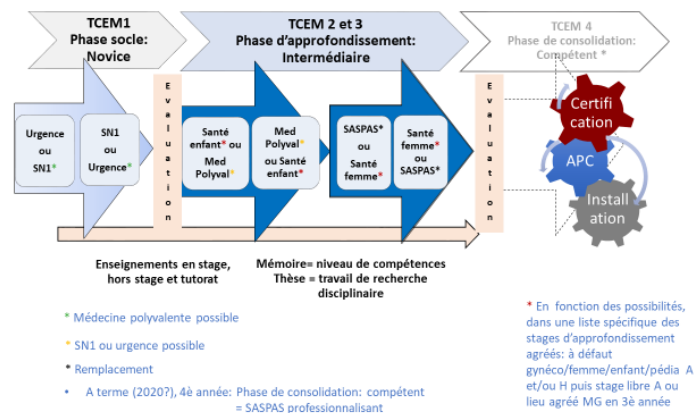 TCEM1
Phase socle:
Novice
TCEM 2 et 3
Phase d'approfondissement:
Intermédiaire
TCEM 4
Phase de consolidation:
Compétent *
Urgence
ou
SN1*
SN1
ou
Urgence*
Evaluation
Santé
enfant* ou
Med
Polyval*
Med
Polyval*
ou Santé
enfant*
SASPAS*
ou
Santé
femme*
Santé
femme*
ou
SASPAS*
Evaluation
Certifi
cation
APC
Install
ation
Enseignements en stage,
hors stage et tutorat
Mémoire= niveau de compétences
Thèse = travail de recherche
disciplinaire
* Médecine polyvalente possible
* SN1 ou urgence possible
* Remplacement
• A terme (2020?), 4è année: Phase de consolidation: compétent
= SASPAS professionnalisant
* En fonction des possibilités,
dans une liste spécifique des
stages d'approfondissement
agréés: à défaut
gynéco/femme/enfant/pédia A
et/ou H puis stage libre A ou
lieu agréé MG en 3è année